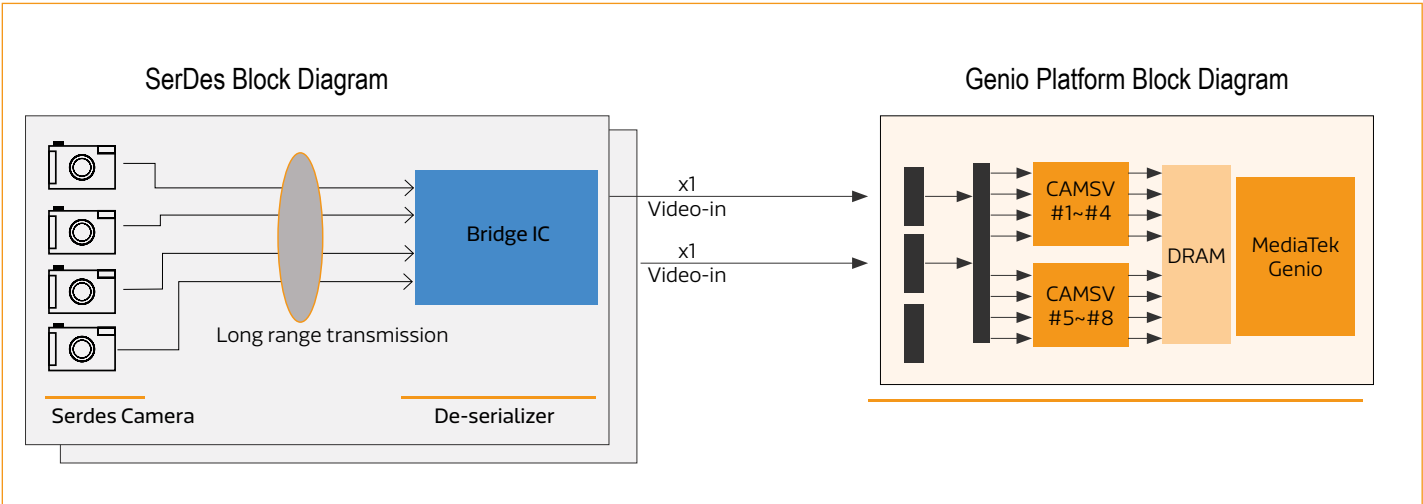 SerDes Block Diagram
Genio Platform Block Diagram
Bridge IC
Long range transmission
Serdes Camera
De-serializer
x1
Video-in
x1
Video-in
CAMSV
#1~#4
CAMSV
#5~#8
DRAM
MediaTek
Genio